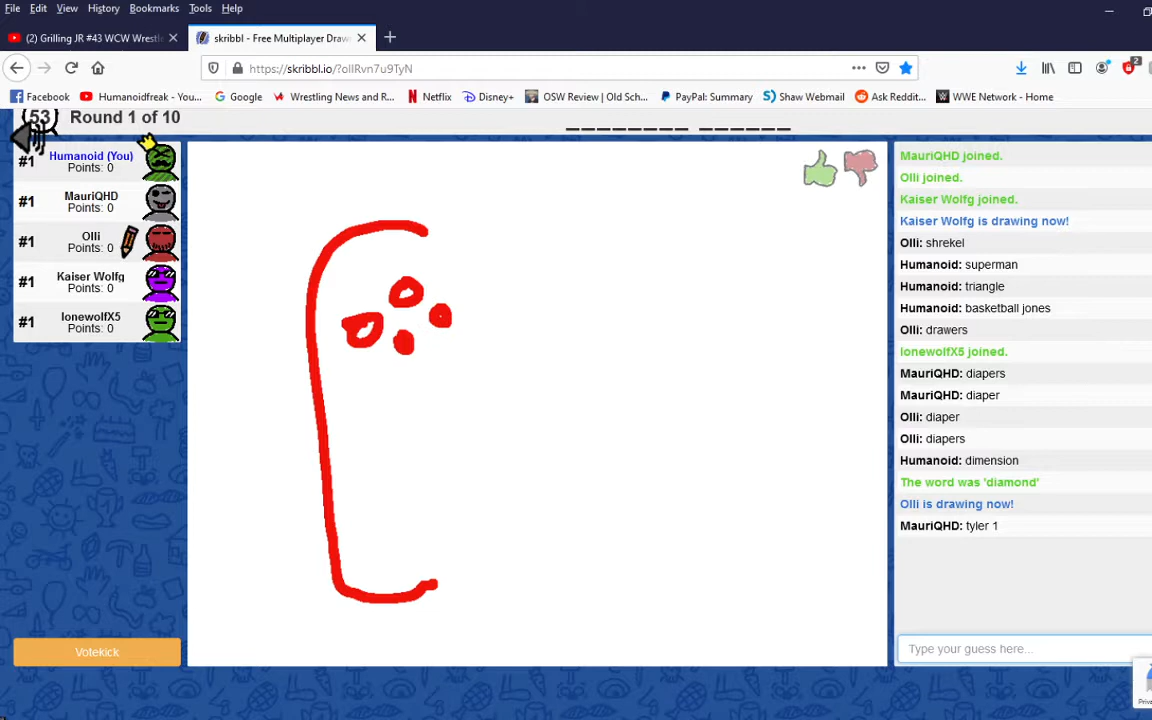 File Edit View History Bookmarks Tools Help
(2) Grilling JR #43 WCW Wrestl
skribbl - Free Multiplayer Draw
https://skribbl.io/?olIRvn7u9TyN
2
Facebook Humanoidfreak - You... Google Wrestling News and R... Netflix Disney+ OSW Review | Old Sch... PayPal: Summary Shaw Webmail Ask Reddit... WWE Network - Home
53 Round 1 of 10
________ ______
#1 Humanoid (You)
Points: 0
#1 MauriQHD
Points: 0
#1 Olli
Points: 0
#1 Kaiser Wolfg
Points: 0
#1 lonewolfX5
Points: 0
Votekick
MauriQHD joined.
Olli joined.
Kaiser Wolfg joined.
Kaiser Wolfg is drawing now!
Olli: shrekel
Humanoid: superman
Humanoid: triangle
Humanoid: basketball jones
Olli: drawers
lonewolfX5 joined.
MauriQHD: diapers
MauriQHD: diaper
Olli: diaper
Olli: diapers
Humanoid: dimension
The word was 'diamond'
Olli is drawing now!
MauriQHD: tyler 1
Type your guess here...
Priva